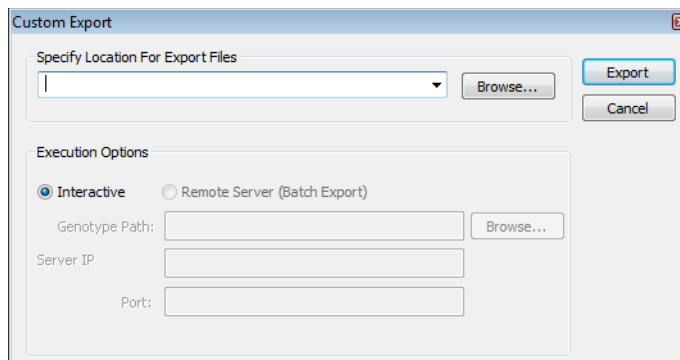 Custom Export
Specify Location For Export Files
Browse...
Export
Cancel
Execution Options
Interactive
Remote Server (Batch Export)
Genotype Path:
Browse...
Server IP
Port: